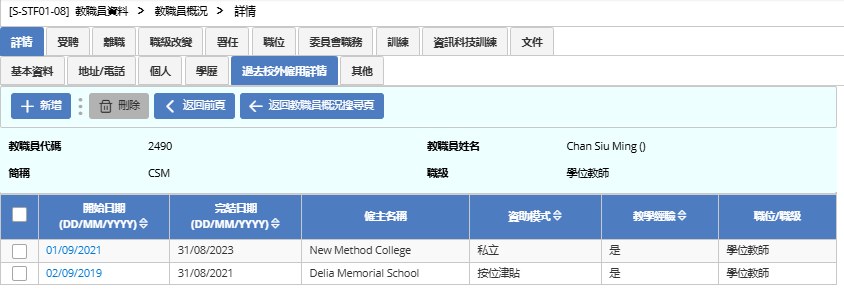 [S-STF01-08] 教職員資料 > 教職員概況 > 詳情
詳情 受聘 離職 職級改變 署任 職位 委員會職務 訓練 資訊科技訓練 文件
基本資料 地址/電話 個人 學歷 過去校外僱用詳情 其他
新增 刪除 返回前頁 返回教職員概況搜尋頁
教職員代碼 2490 教職員姓名 Chan Siu Ming ()
簡稱 CSM 職級 學位教師
開始日期 (DD/MM/YYYY) 完結日期 (DD/MM/YYYY) 僱主名稱 資助模式 教學經驗 職位/職級
01/09/2021 31/08/2023 New Method College 私立 是 學位教師
02/09/2019 31/08/2021 Delia Memorial School 按位津貼 是 學位教師